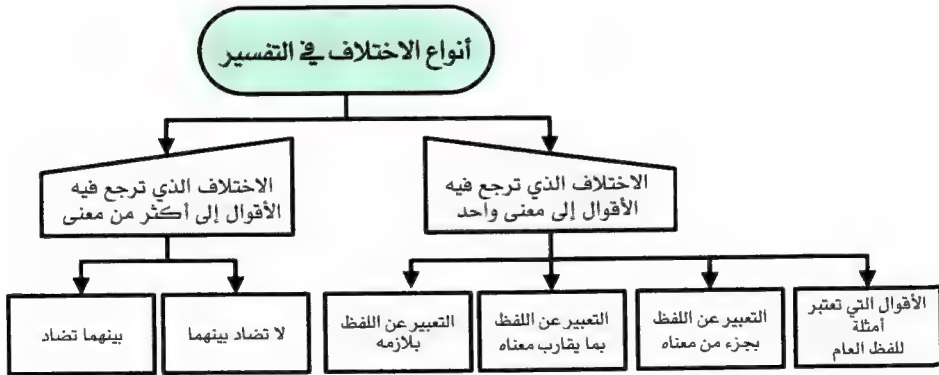 أنواع الاختلاف في التفسير
الاختلاف الذي ترجع فيه
الأقوال إلى معنى واحد
الاختلاف الذي ترجع فيه
الأقوال إلى أكثر من معنى
الأقوال التي تعتبر
أمثلة
للفظ العام
التعبير عن اللفظ
بجزء من معناه
التعبير عن اللفظ
بما يقارب معناه
التعبير عن اللفظ
بلازمه
لا تضاد بينهما
بينهما تضاد